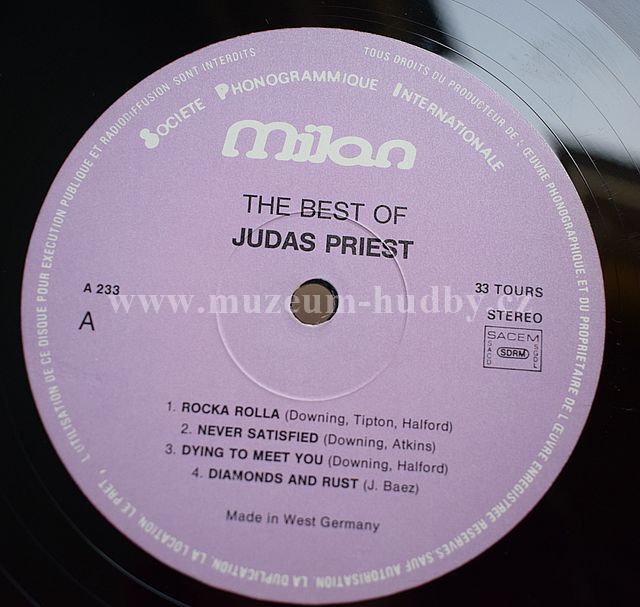 TOUS DROITS DU PRODUCTEUR DE L'ŒUVRE PHONOGRAPHIQUE ET DU PROPRIETAIRE DE L'ŒUVRE ENREGISTREE RESERVES. SAUF AUTORISATION, LA DUPLICATION, LA LOCATION, LE PRET, L'UTILISATION DE CE DISQUE POUR EXECUTION PUBLIQUE ET RADIODIFFUSION SONT INTERDITS
SOCIETE PHONOGRAMMIQUE INTERNATIONALE
milan
THE BEST OF
JUDAS PRIEST
A 233
33 TOURS
www.muzeum-hudby.cz
A
STEREO
SACEM
SACD SDRM SGDL
1. ROCKA ROLLA (Downing, Tipton, Halford)
2. NEVER SATISFIED (Downing, Atkins)
3. DYING TO MEET YOU (Downing, Halford)
4. DIAMONDS AND RUST (J. Baez)
Made in West Germany